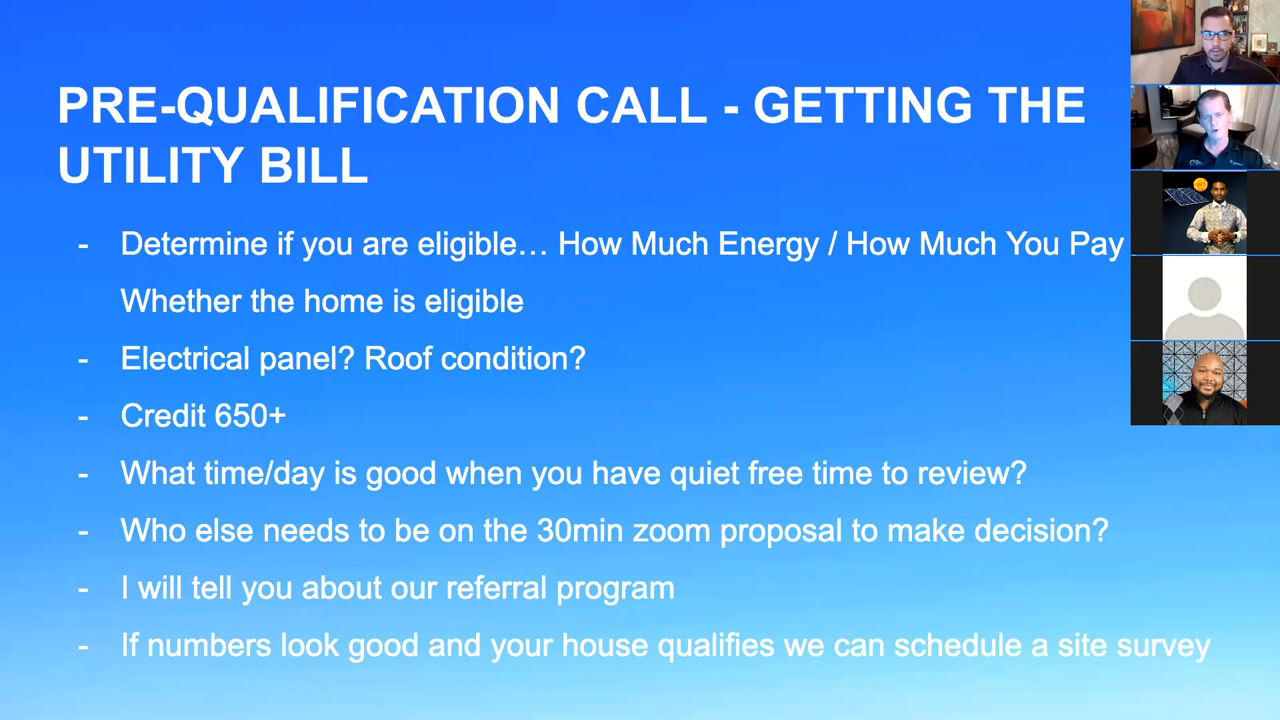 PRE-QUALIFICATION CALL - GETTING THE
UTILITY BILL
- Determine if you are eligible… How Much Energy / How Much You Pay
Whether the home is eligible
- Electrical panel? Roof condition?
- Credit 650+
- What time/day is good when you have quiet free time to review?
- Who else needs to be on the 30min zoom proposal to make decision?
- I will tell you about our referral program
- If numbers look good and your house qualifies we can schedule a site survey